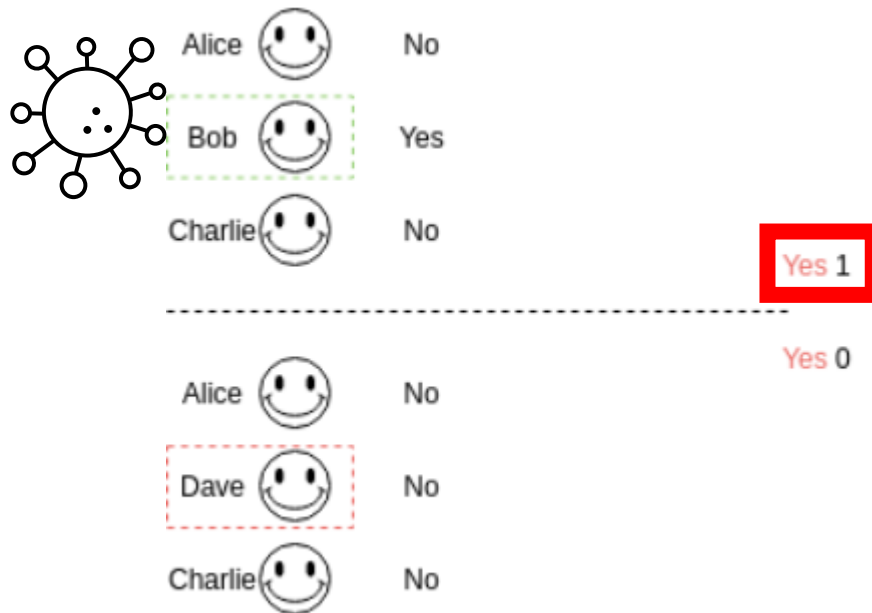 Alice No
Bob Yes
Charlie No
Yes 1
Yes 0
Alice No
Dave No
Charlie No